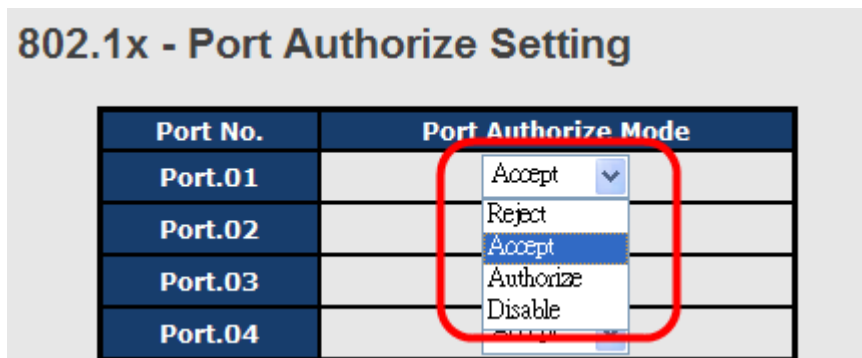 802.1x - Port Authorize Setting
Port No. Port Authorize Mode
Port.01 Accept
Reject
Port.02
Accept
Port.03 Authorize
Disable
Port.04